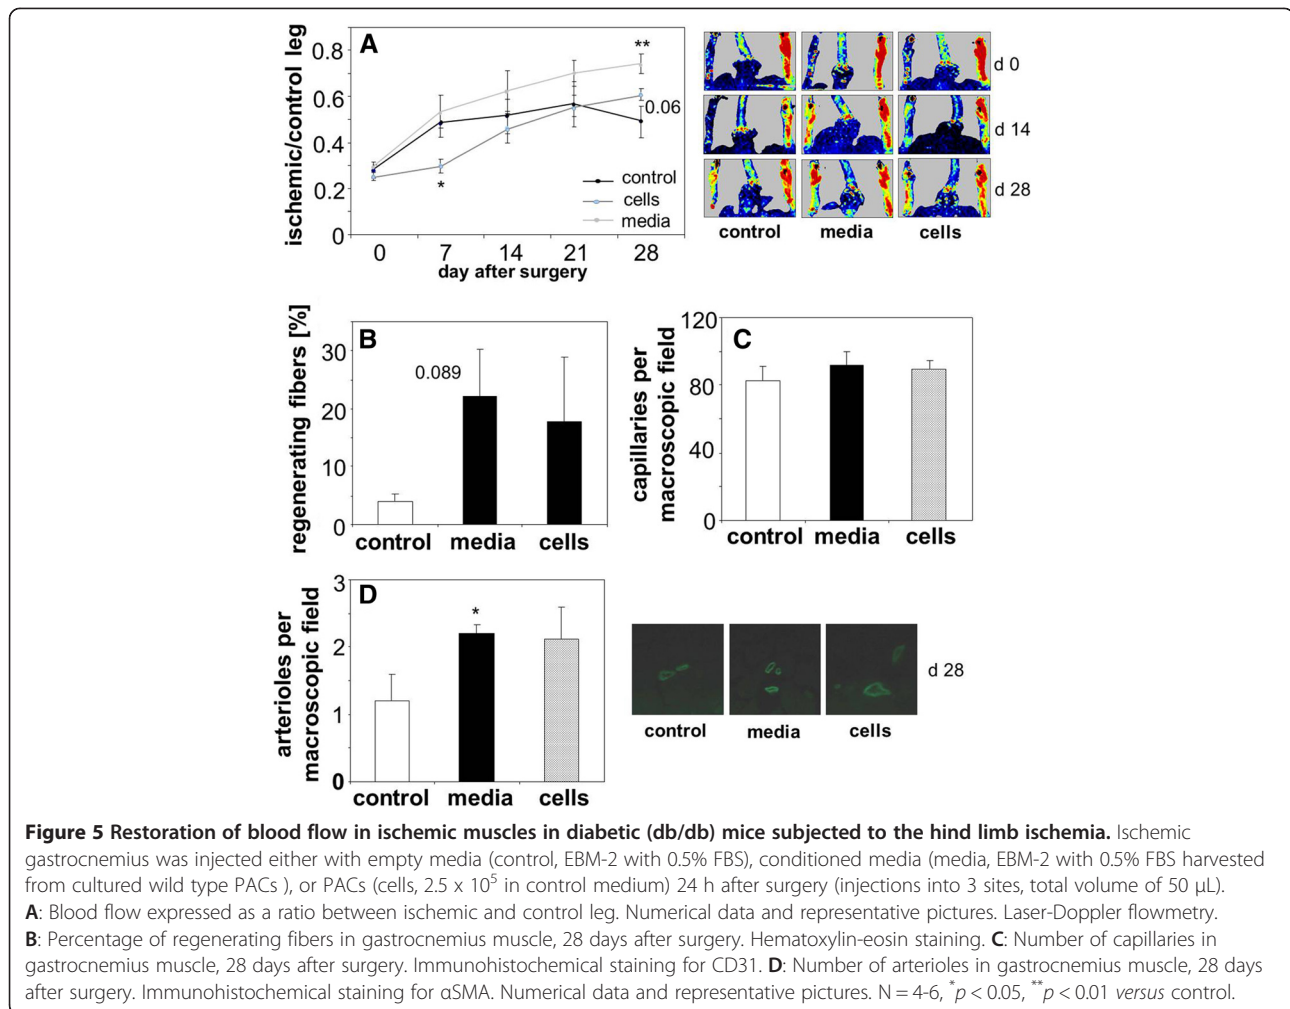 A
ischemic/control leg
0.8
0.6
0.4
0.2
0
**
0.06
*
control
cells
media
0 7 14 21 28
day after surgery
d 0
d 14
d 28
control media cells
B
regenerating fibers [%]
30
20
10
0
0.089
control media cells
C
capillaries per
macroscopic field
120
80
40
0
control media cells
D
arterioles per
macroscopic field
3
2
1
0
*
control media cells
d 28
control media cells
Figure 5 Restoration of blood flow in ischemic muscles in diabetic (db/db) mice subjected to the hind limb ischemia. Ischemic
gastrocnemius was injected either with empty media (control, EBM-2 with 0.5% FBS), conditioned media (media, EBM-2 with 0.5% FBS harvested
from cultured wild type PACs ), or PACs (cells, 2.5 x 10⁵ in control medium) 24 h after surgery (injections into 3 sites, total volume of 50 μL).
A: Blood flow expressed as a ratio between ischemic and control leg. Numerical data and representative pictures. Laser-Doppler flowmetry.
B: Percentage of regenerating fibers in gastrocnemius muscle, 28 days after surgery. Hematoxylin-eosin staining. C: Number of capillaries in
gastrocnemius muscle, 28 days after surgery. Immunohistochemical staining for CD31. D: Number of arterioles in gastrocnemius muscle, 28 days
after surgery. Immunohistochemical staining for αSMA. Numerical data and representative pictures. N = 4-6, *p < 0.05, **p < 0.01 versus control.